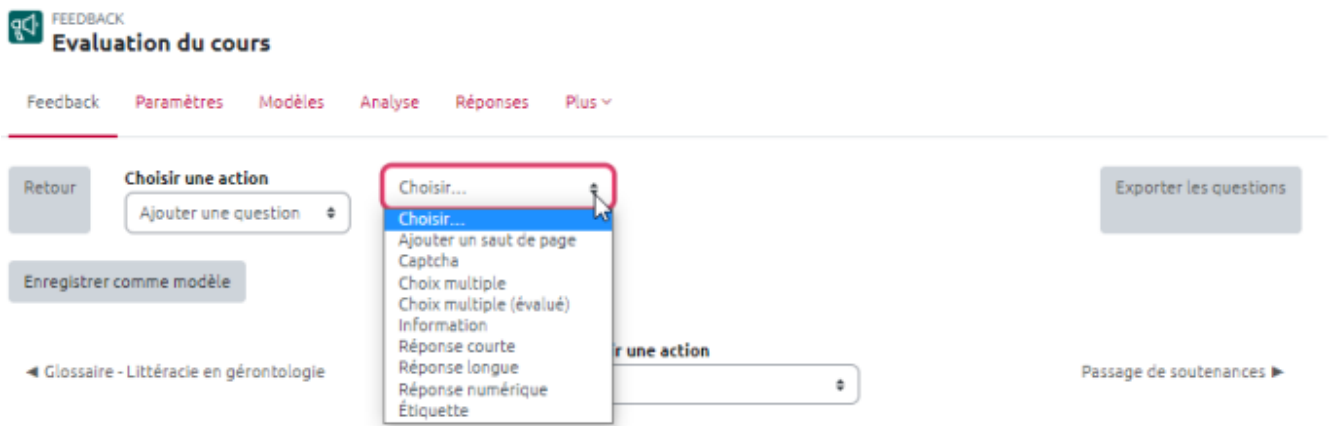 FEEDBACK
Evaluation du cours
Feedback Paramètres Modèles Analyse Réponses Plus
Retour
Choisir une action
Ajouter une question
Choisir...
Exporter les questions
Choisir...
Ajouter un saut de page
Captcha
Choix multiple
Choix multiple (évalué)
Information
Réponse courte
Réponse longue
Réponse numérique
Étiquette
Enregistrer comme modèle
r une action
◄ Glossaire - Littéracie en gérontologie
Passage de soutenances ►